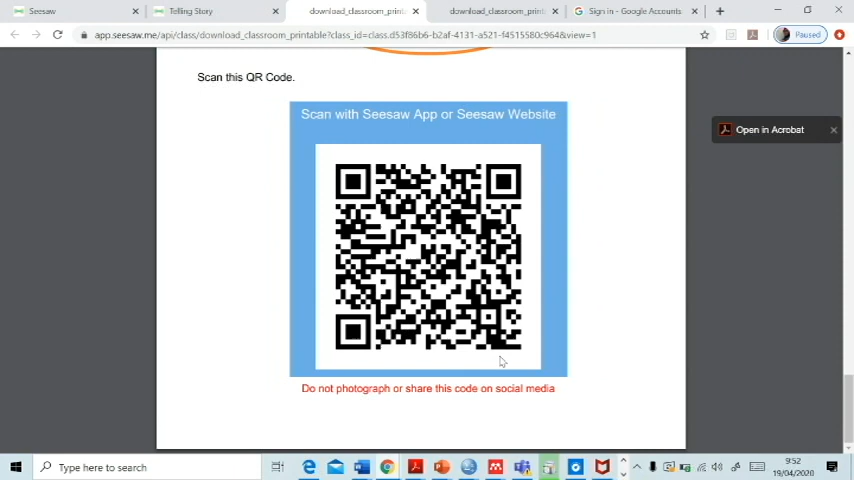 Seesaw
Telling Story
download_classroom_print
download_classroom_print
Sign in - Google Accounts
app.seesaw.me/api/class/download_classroom_printable?class_id=class.d53f86b6-b2af-4131-a521-f4515580c964&view=1
Paused
Scan this QR Code.
Scan with Seesaw App or Seesaw Website
Open in Acrobat
Do not photograph or share this code on social media
Type here to search
9:52
19/04/2020